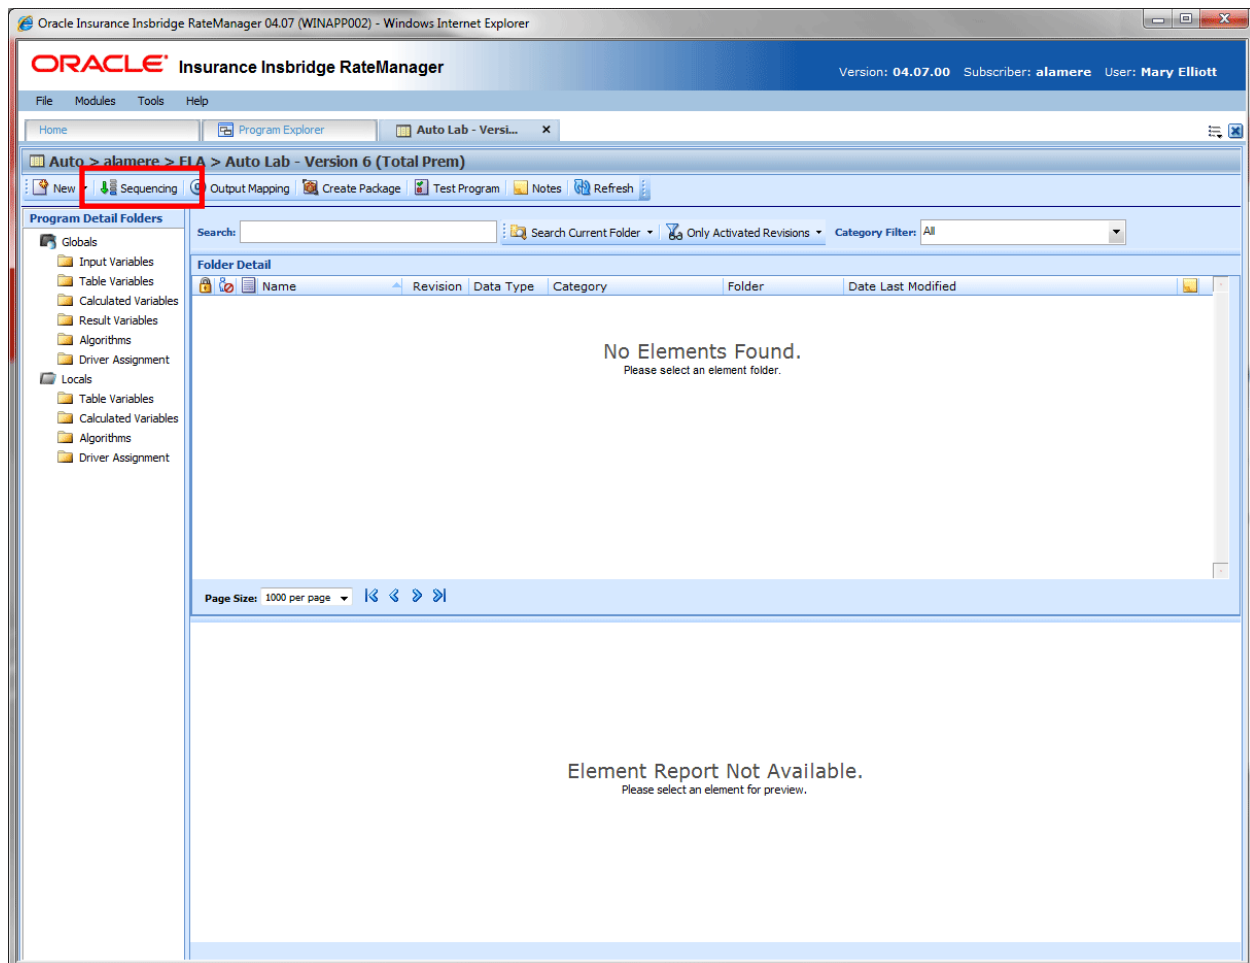 Oracle Insurance Insbridge RateManager 04.07 (WINAPP002) - Windows Internet Explorer
ORACLE® Insurance Insbridge RateManager
Version: 04.07.00 Subscriber: alamere User: Mary Elliott
File Modules Tools Help
Home Program Explorer Auto Lab - Versi... X
Auto > alamere > FLA > Auto Lab - Version 6 (Total Prem)
New Sequencing Output Mapping Create Package Test Program Notes Refresh
Program Detail Folders
Globals
Input Variables
Table Variables
Calculated Variables
Result Variables
Algorithms
Driver Assignment
Locals
Table Variables
Calculated Variables
Algorithms
Driver Assignment
Search: Search Current Folder Only Activated Revisions Category Filter: All
Folder Detail
Name Revision Data Type Category Folder Date Last Modified
No Elements Found.
Please select an element folder.
Page Size: 1000 per page
Element Report Not Available.
Please select an element for preview.